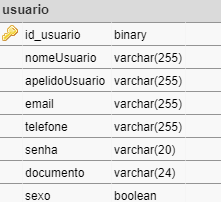 usuario
id_usuario binary
nomeUsuario varchar(255)
apelidoUsuario varchar(255)
email varchar(255)
telefone varchar(255)
senha varchar(20)
documento varchar(24)
sexo boolean